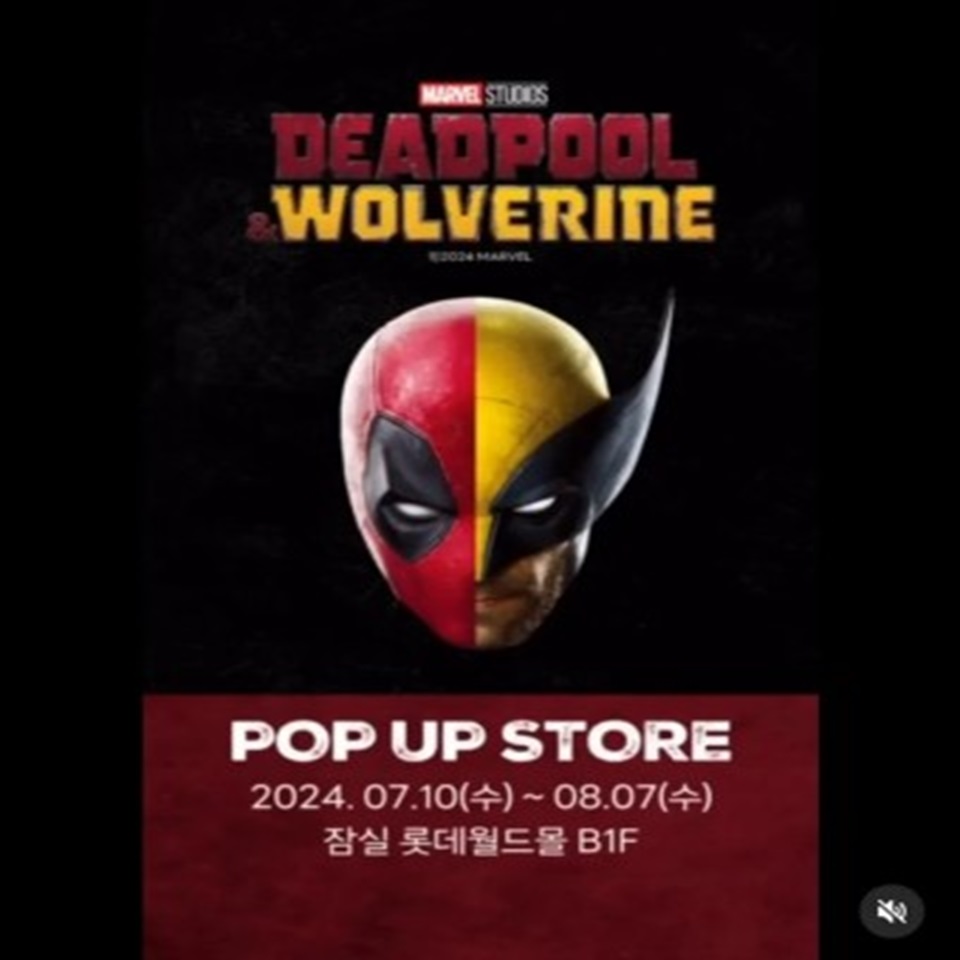 MARVEL STUDIOS
DEADPOOL
&WOLVERINE
©2024 MARVEL
POP UP STORE
2024. 07.10(수) ~ 08.07(수)
잠실 롯데월드몰 B1F